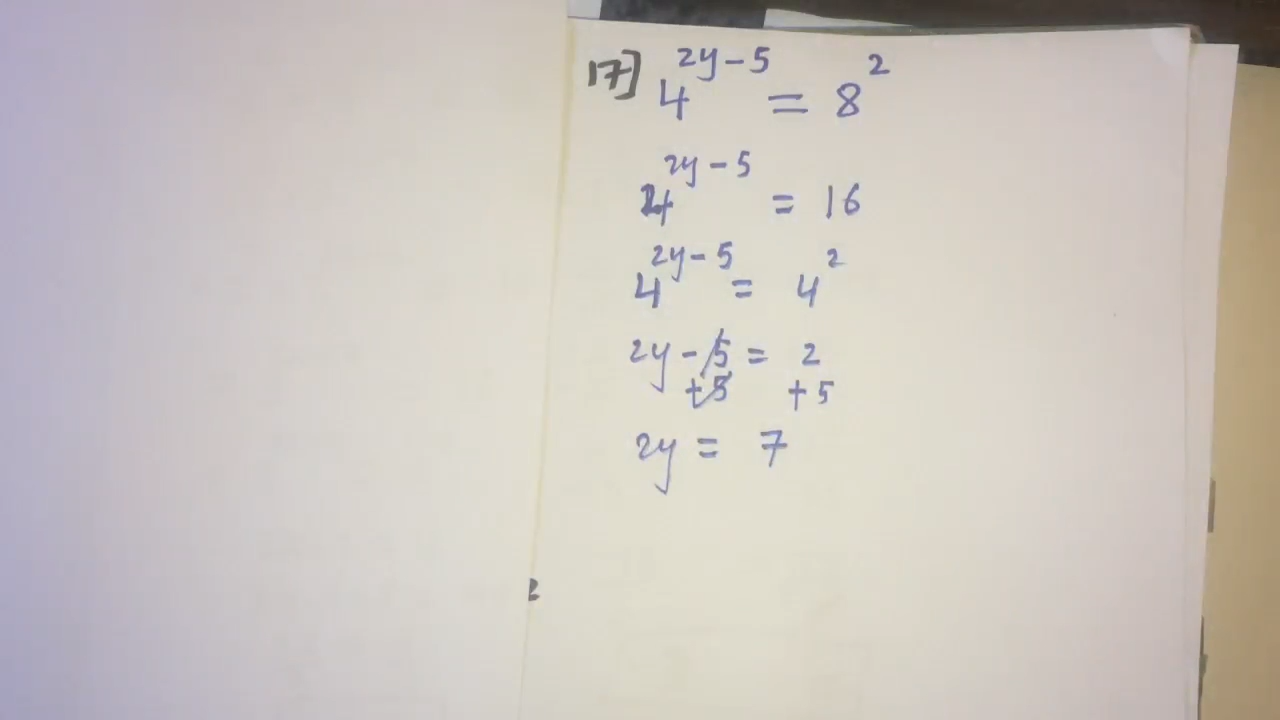 17] 4^{2y-5} = 8^2
4^{2y-5} = 16
4^{2y-5} = 4^2
2y - 5 = 2
+5 +5
2y = 7